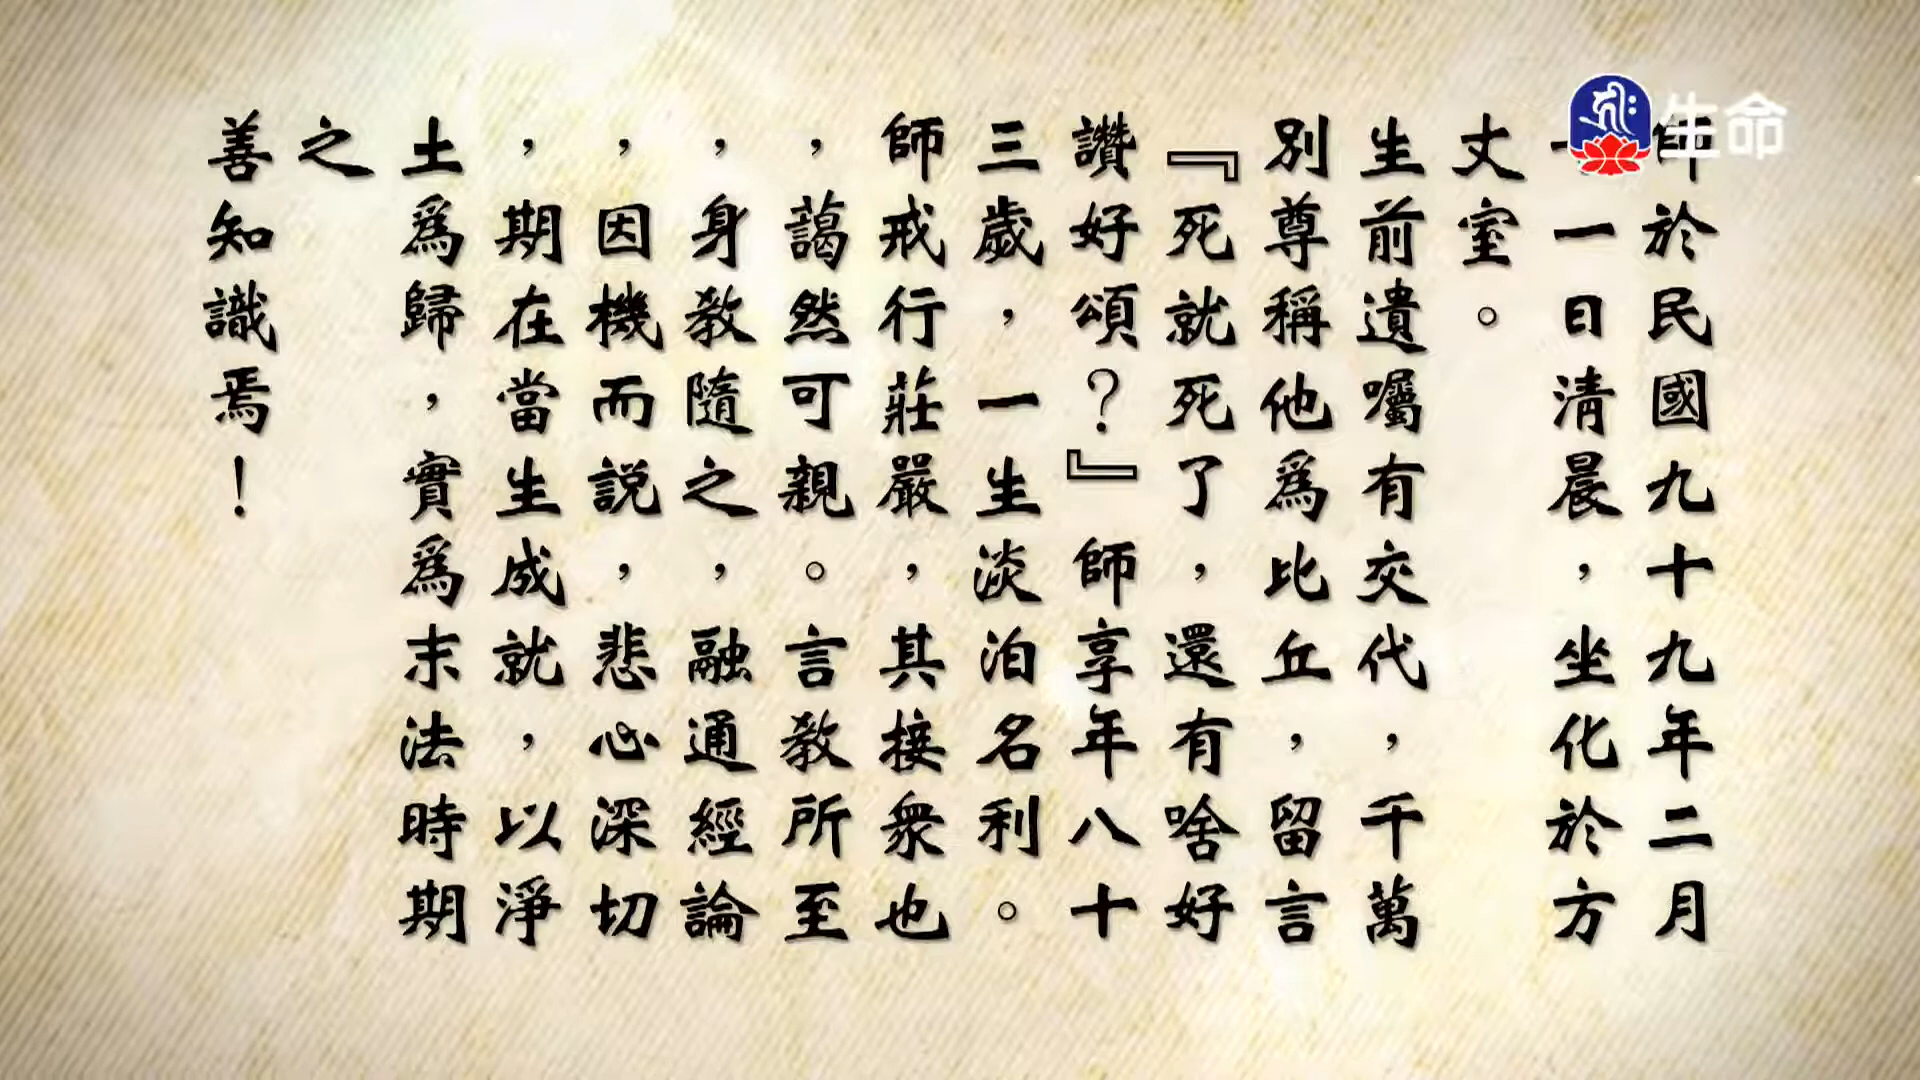 生命
師於民國九十九年二月
一日清晨，坐化於方
丈室。
生前遺囑有交代，千萬
別尊稱他爲比丘，留言
『死就死死了，還有啥好
讚好頌？』師享年八十
三歲，一生淡泊名利。
師戒行莊嚴，其接衆也
，藹然可親。言教所至
，身教隨之，融通經論
，因機而説，悲心深切
，期在當生成就，以淨
土爲歸，實爲末法時期
之
善知識焉！